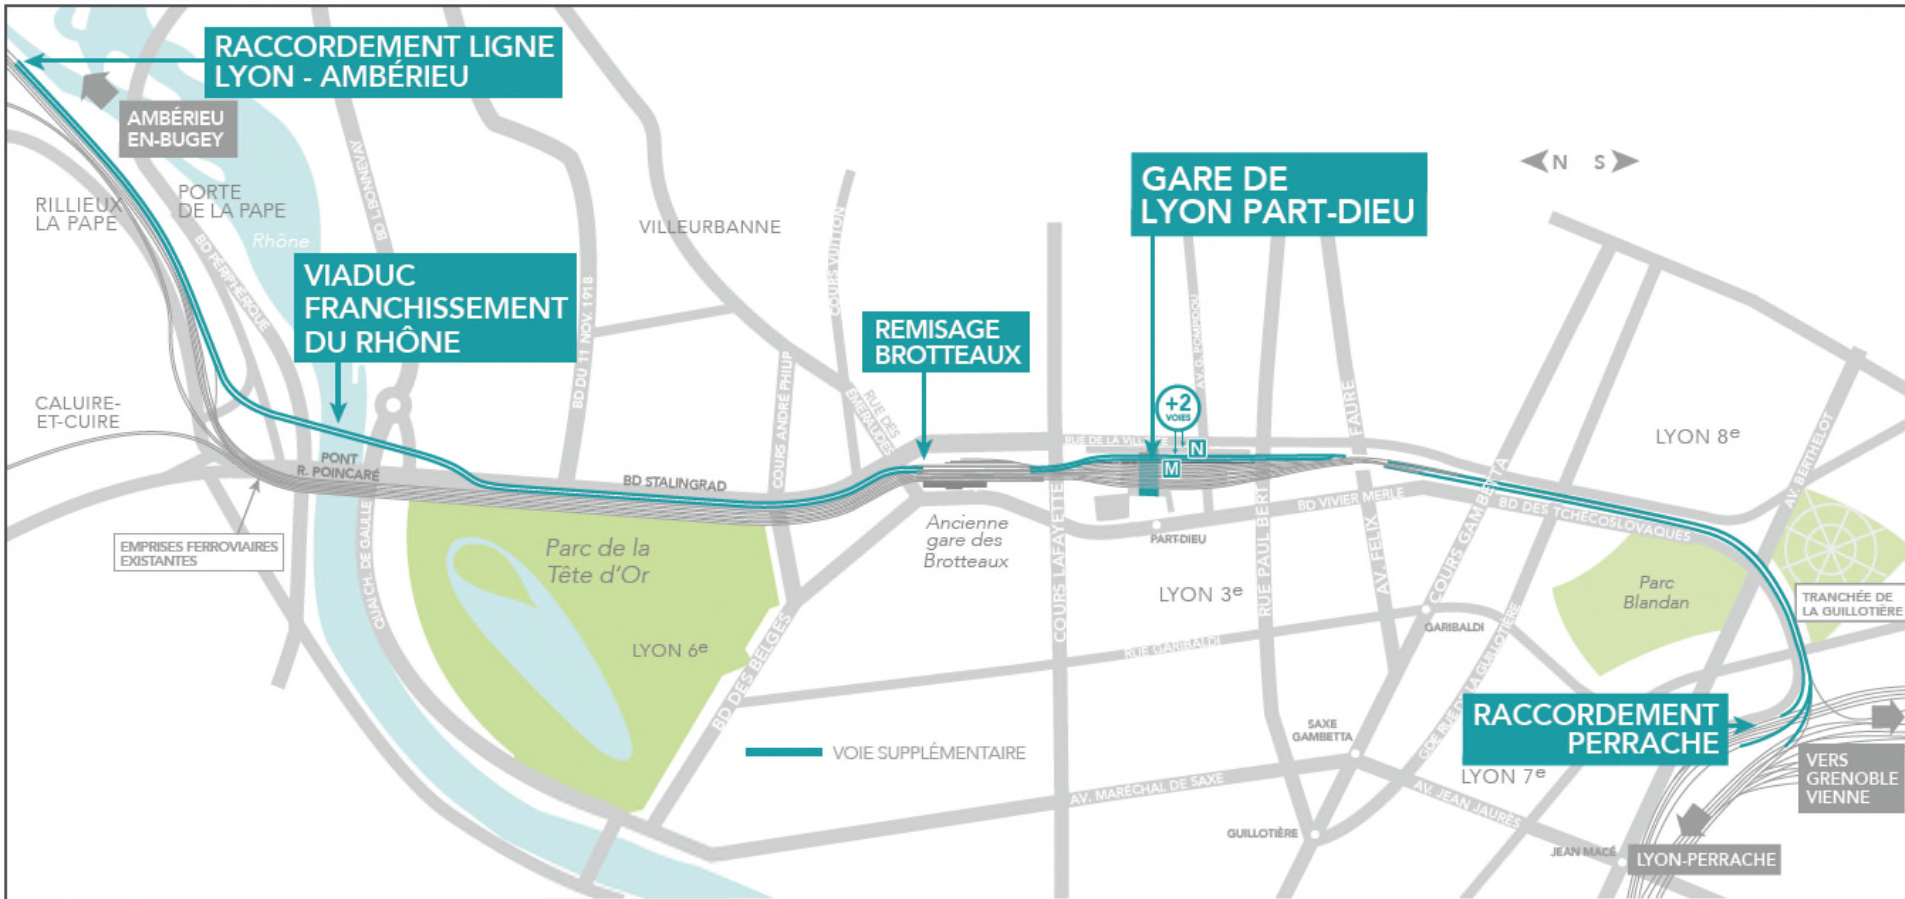 RACCORDEMENT LIGNE
LYON - AMBÉRIEU
AMBÉRIEU
EN-BUGEY
RILLIEUX
LA PAPE
PORTE
DE LA PAPE
Rhône
BD PÉRIPHÉRIQUE
BD L BONNEVAY
VIADUC
FRANCHISSEMENT
DU RHÔNE
CALUIRE-
ET-CUIRE
PONT
R. POINCARÉ
EMPRISES FERROVIAIRES
EXISTANTES
QUAI CH. DE GAULLE
BD DU 11 NOV. 1918
VILLEURBANNE
BD STALINGRAD
COURS ANDRÉ PHILIP
COURS VUITTON
RUE DES
ÉMERAUDES
REMISAGE
BROTTEAUX
Parc de la
Tête d'Or
LYON 6e
BD DES BELGES
Ancienne
gare des
Brotteaux
GARE DE
LYON PART-DIEU
N S
+2
VOIES
N
M
AV. G. POMPIDOU
COURS LAFAYETTE
PART-DIEU
LYON 3e
RUE PAUL BERT
BD VIVIER MERLE
AV. FELIX FAURE
COURS GAMBETTA
BD DES TCHÉCOSLOVAQUES
LYON 8e
AV. BERTHELOT
Parc
Blandan
TRANCHÉE DE
LA GUILLOTIÈRE
RUE GARIBALDI
GARIBALDI
GDE RUE DE LA GUILLOTIÈRE
RACCORDEMENT
PERRACHE
VOIE SUPPLÉMENTAIRE
SAXE
GAMBETTA
AV. MARÉCHAL DE SAXE
LYON 7e
AV. JEAN JAURÈS
VERS
GRENOBLE
VIENNE
GUILLOTIÈRE
JEAN MACÉ
LYON-PERRACHE